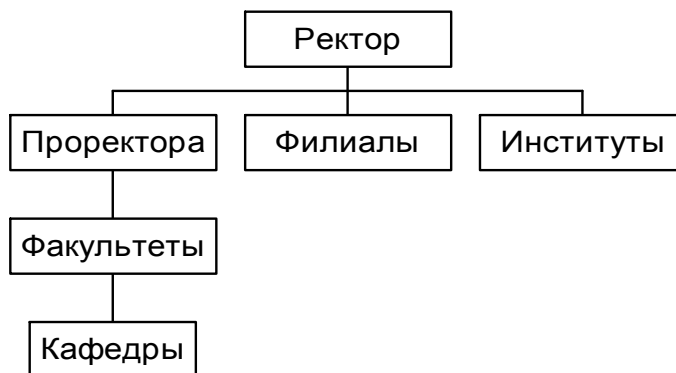 Ректор
Проректора
Филиалы
Институты
Факультеты
Кафедры